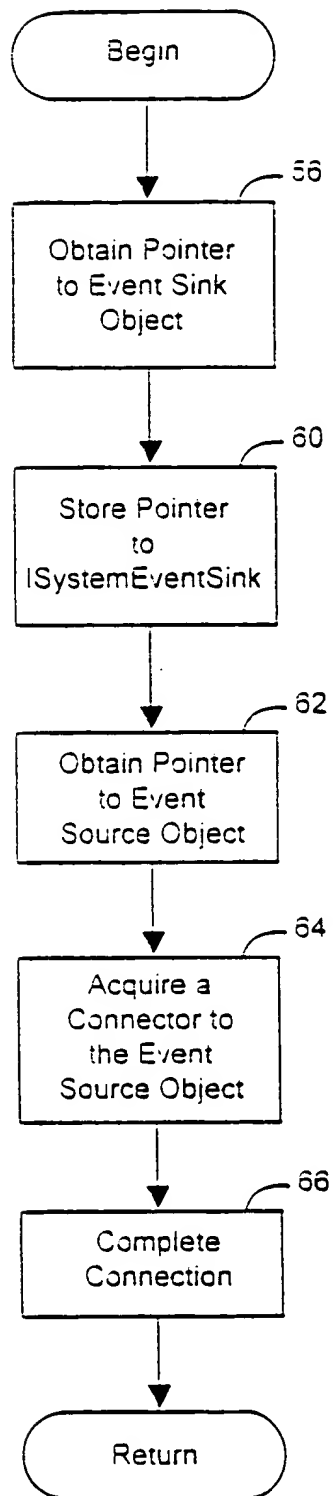 Begin
56
Obtain Pointer
to Event Sink
Object
60
Store Pointer
to
ISystemEventSink
62
Obtain Pointer
to Event
Source Object
64
Acquire a
Connector to
the Event
Source Object
66
Complete
Connection
Return